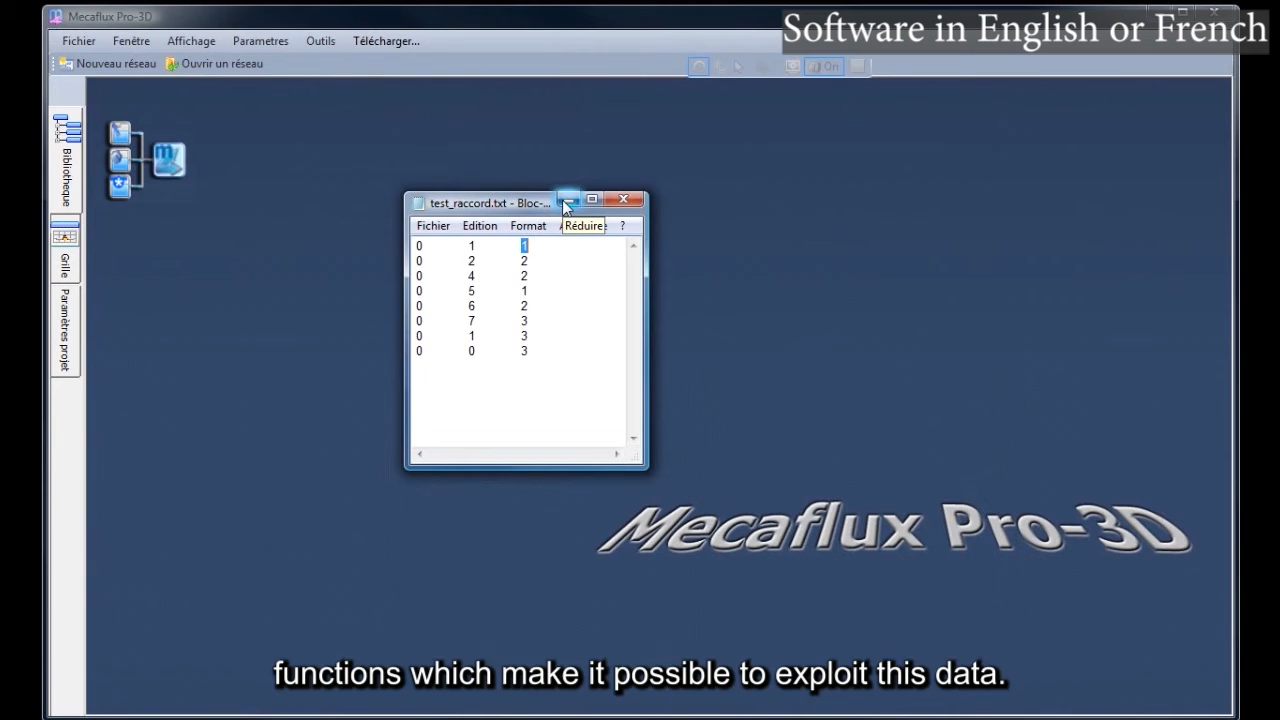 Mecaflux Pro-3D
Software in English or French
Fichier Fenêtre Affichage Parametres Outils Télécharger...
Nouveau réseau Ouvrir un réseau
On
Bibliotheque
Grille
Paramètres projet
test_raccord.txt - Bloc-...
Fichier Edition Format ?
Réduire
0 1 1
0 2 2
0 4 2
0 5 1
0 6 2
0 7 3
0 1 3
0 0 3
Mecaflux Pro-3D
functions which make it possible to exploit this data.